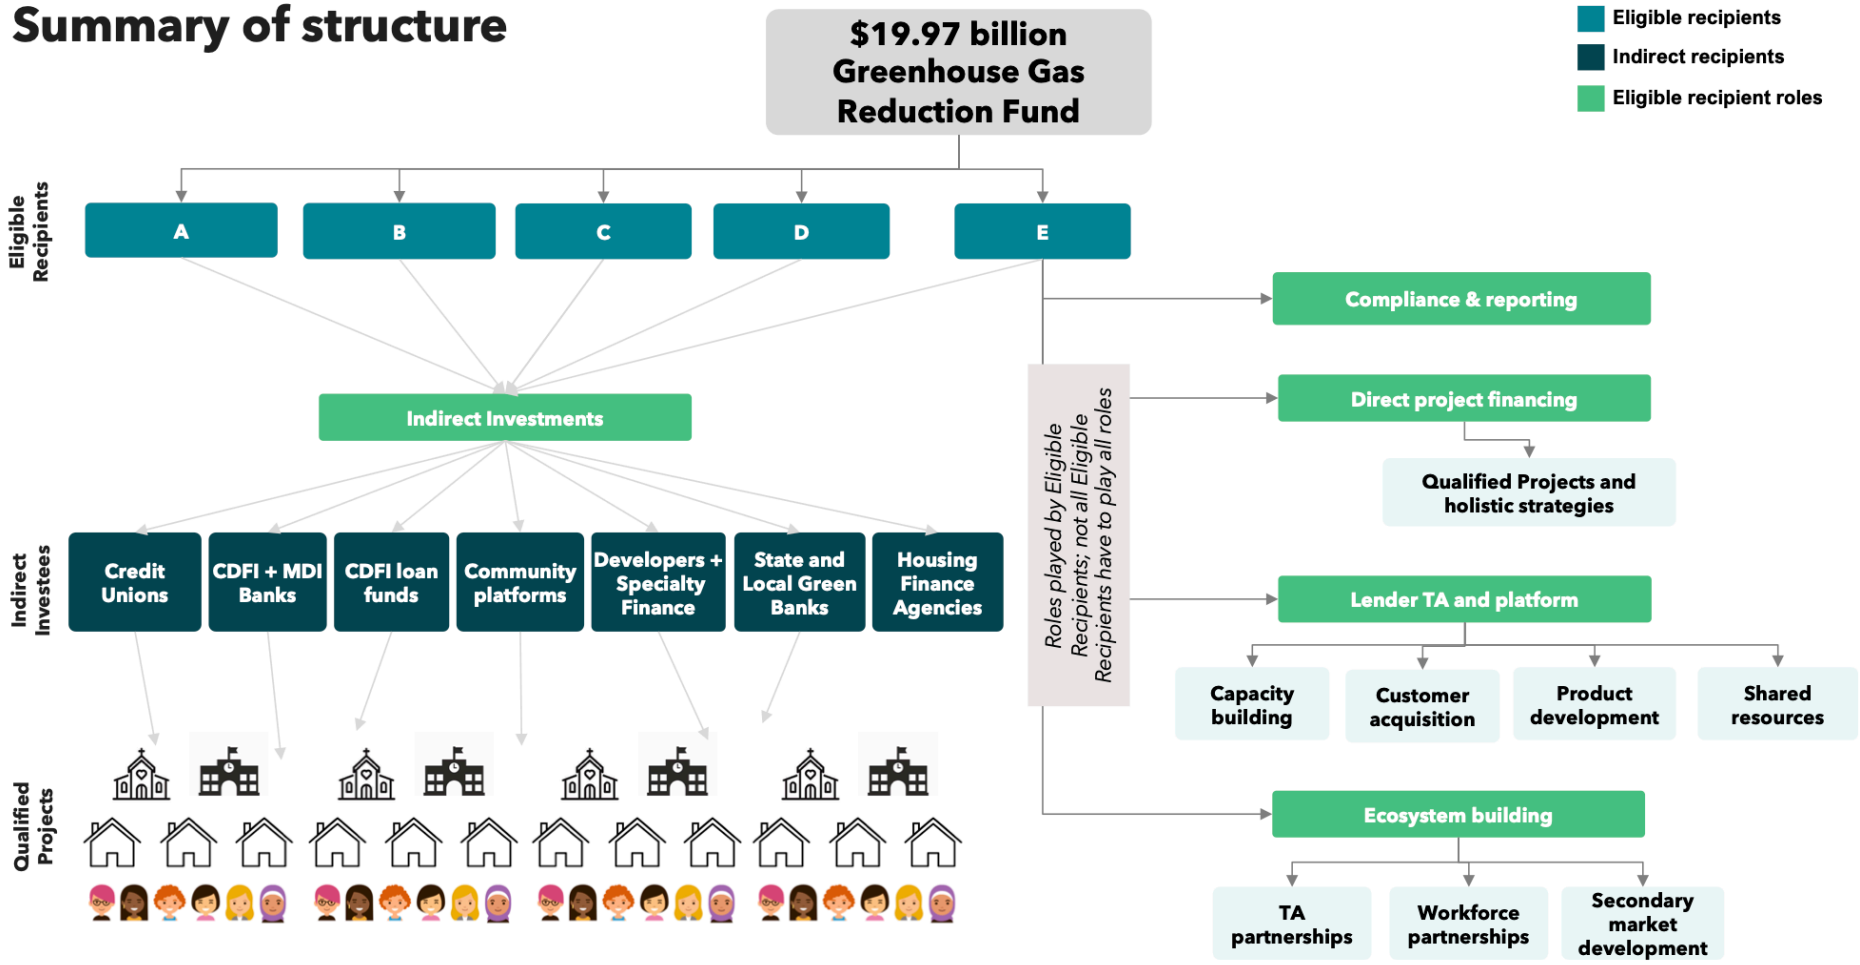 Summary of structure
$19.97 billion
Greenhouse Gas
Reduction Fund
Eligible recipients
Indirect recipients
Eligible recipient roles
Eligible
Recipients
A
B
C
D
E
Compliance & reporting
Indirect Investments
Direct project financing
Qualified Projects and
holistic strategies
Roles played by Eligible
Recipients; not all Eligible
Recipients have to play all roles
Indirect
Investees
Credit
Unions
CDFI + MDI
Banks
CDFI loan
funds
Community
platforms
Developers +
Specialty
Finance
State and
Local Green
Banks
Housing
Finance
Agencies
Lender TA and platform
Capacity
building
Customer
acquisition
Product
development
Shared
resources
Qualified
Projects
Ecosystem building
TA
partnerships
Workforce
partnerships
Secondary
market
development